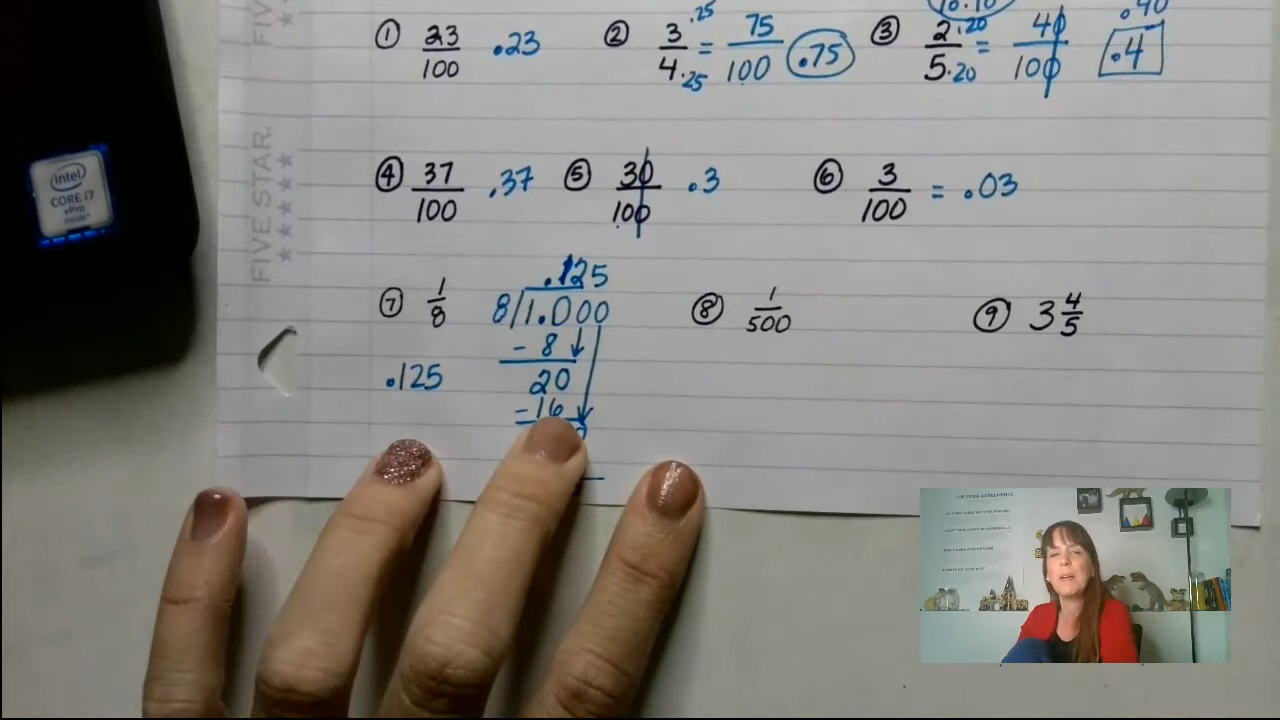 ① 23/100 .23 ② 3·.25/4·.25 = 75/100 .75 ③ 2·20/5·20 = 40/100 .40 .4
④ 37/100 .37 ⑤ 30/100 .3 ⑥ 3/100 = .03
⑦ 1/8 ⑧ 1/500 ⑨ 3 4/5
.125
.125
8/1.000
- 8
20
-16
FIVE STAR
FIVE STAR
intel
CORE i7
vPro
inside